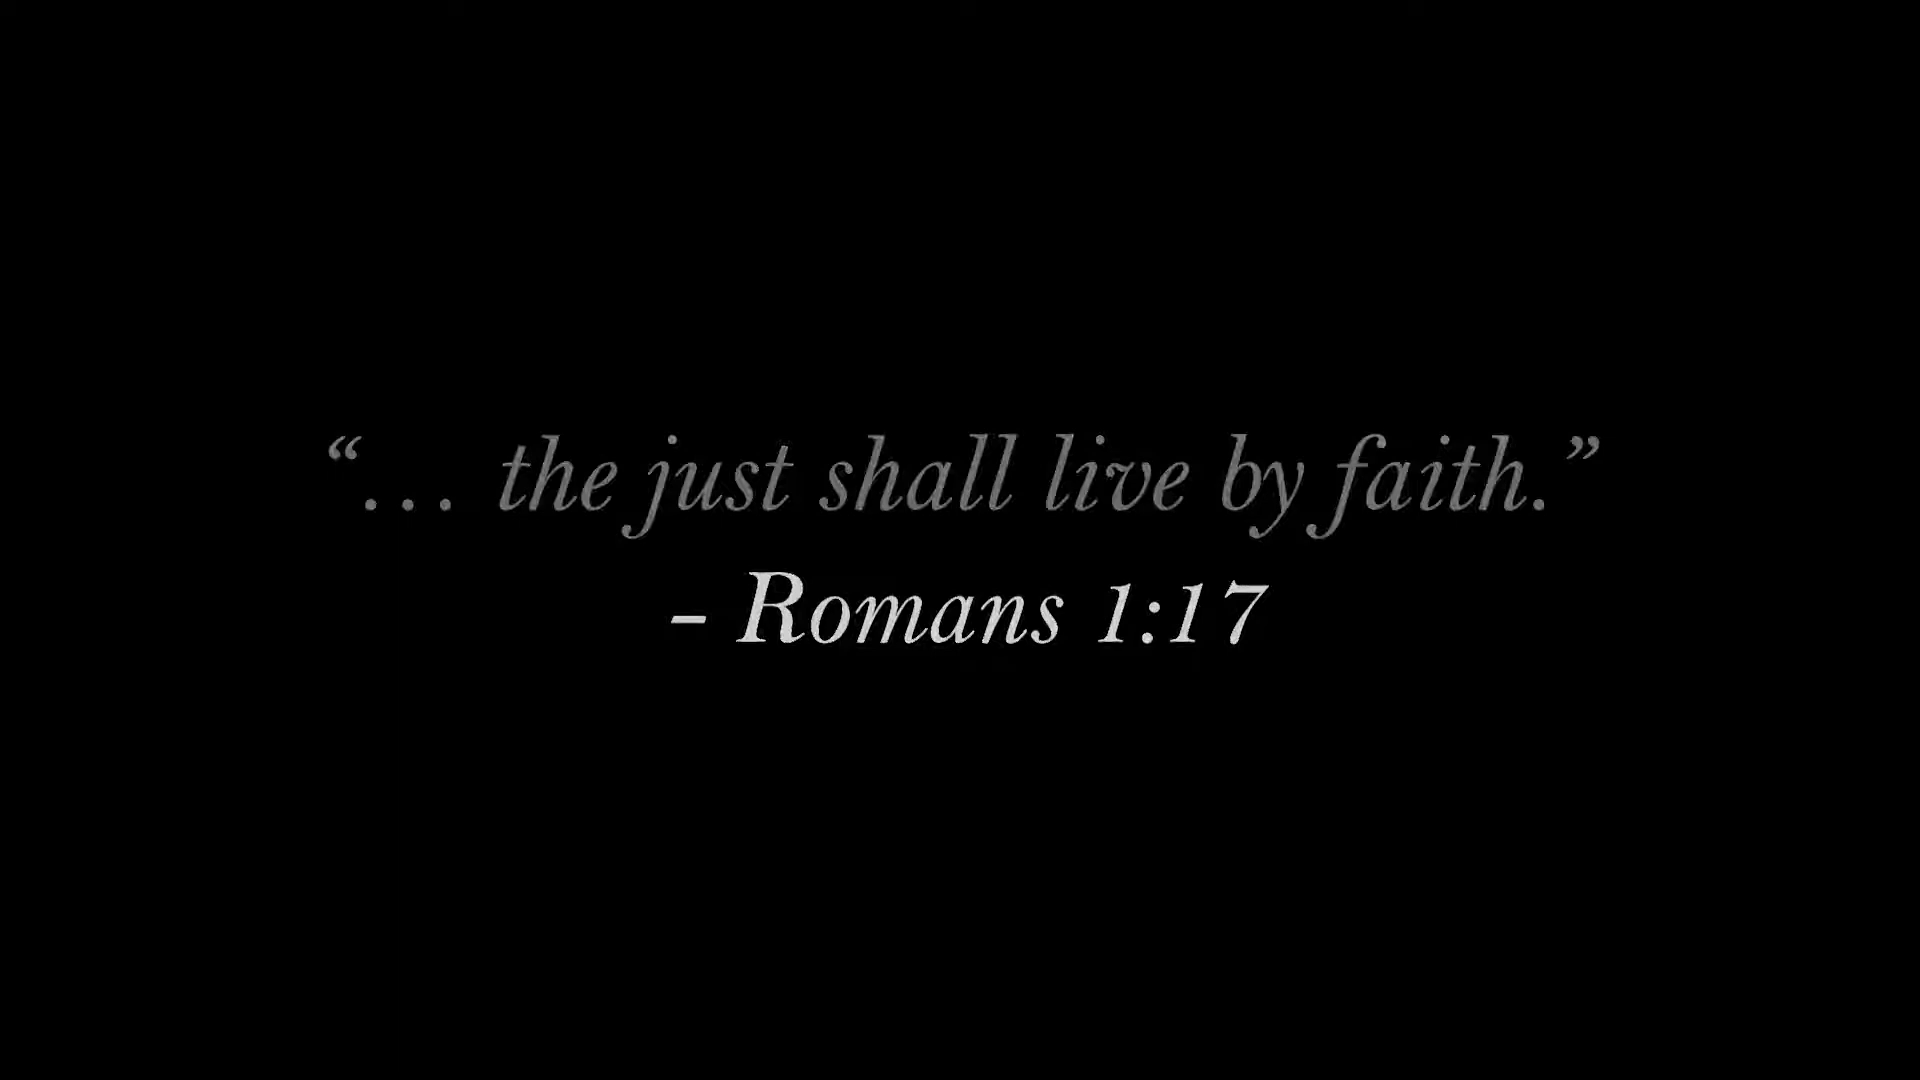 “... the just shall live by faith.”
– Romans 1:17